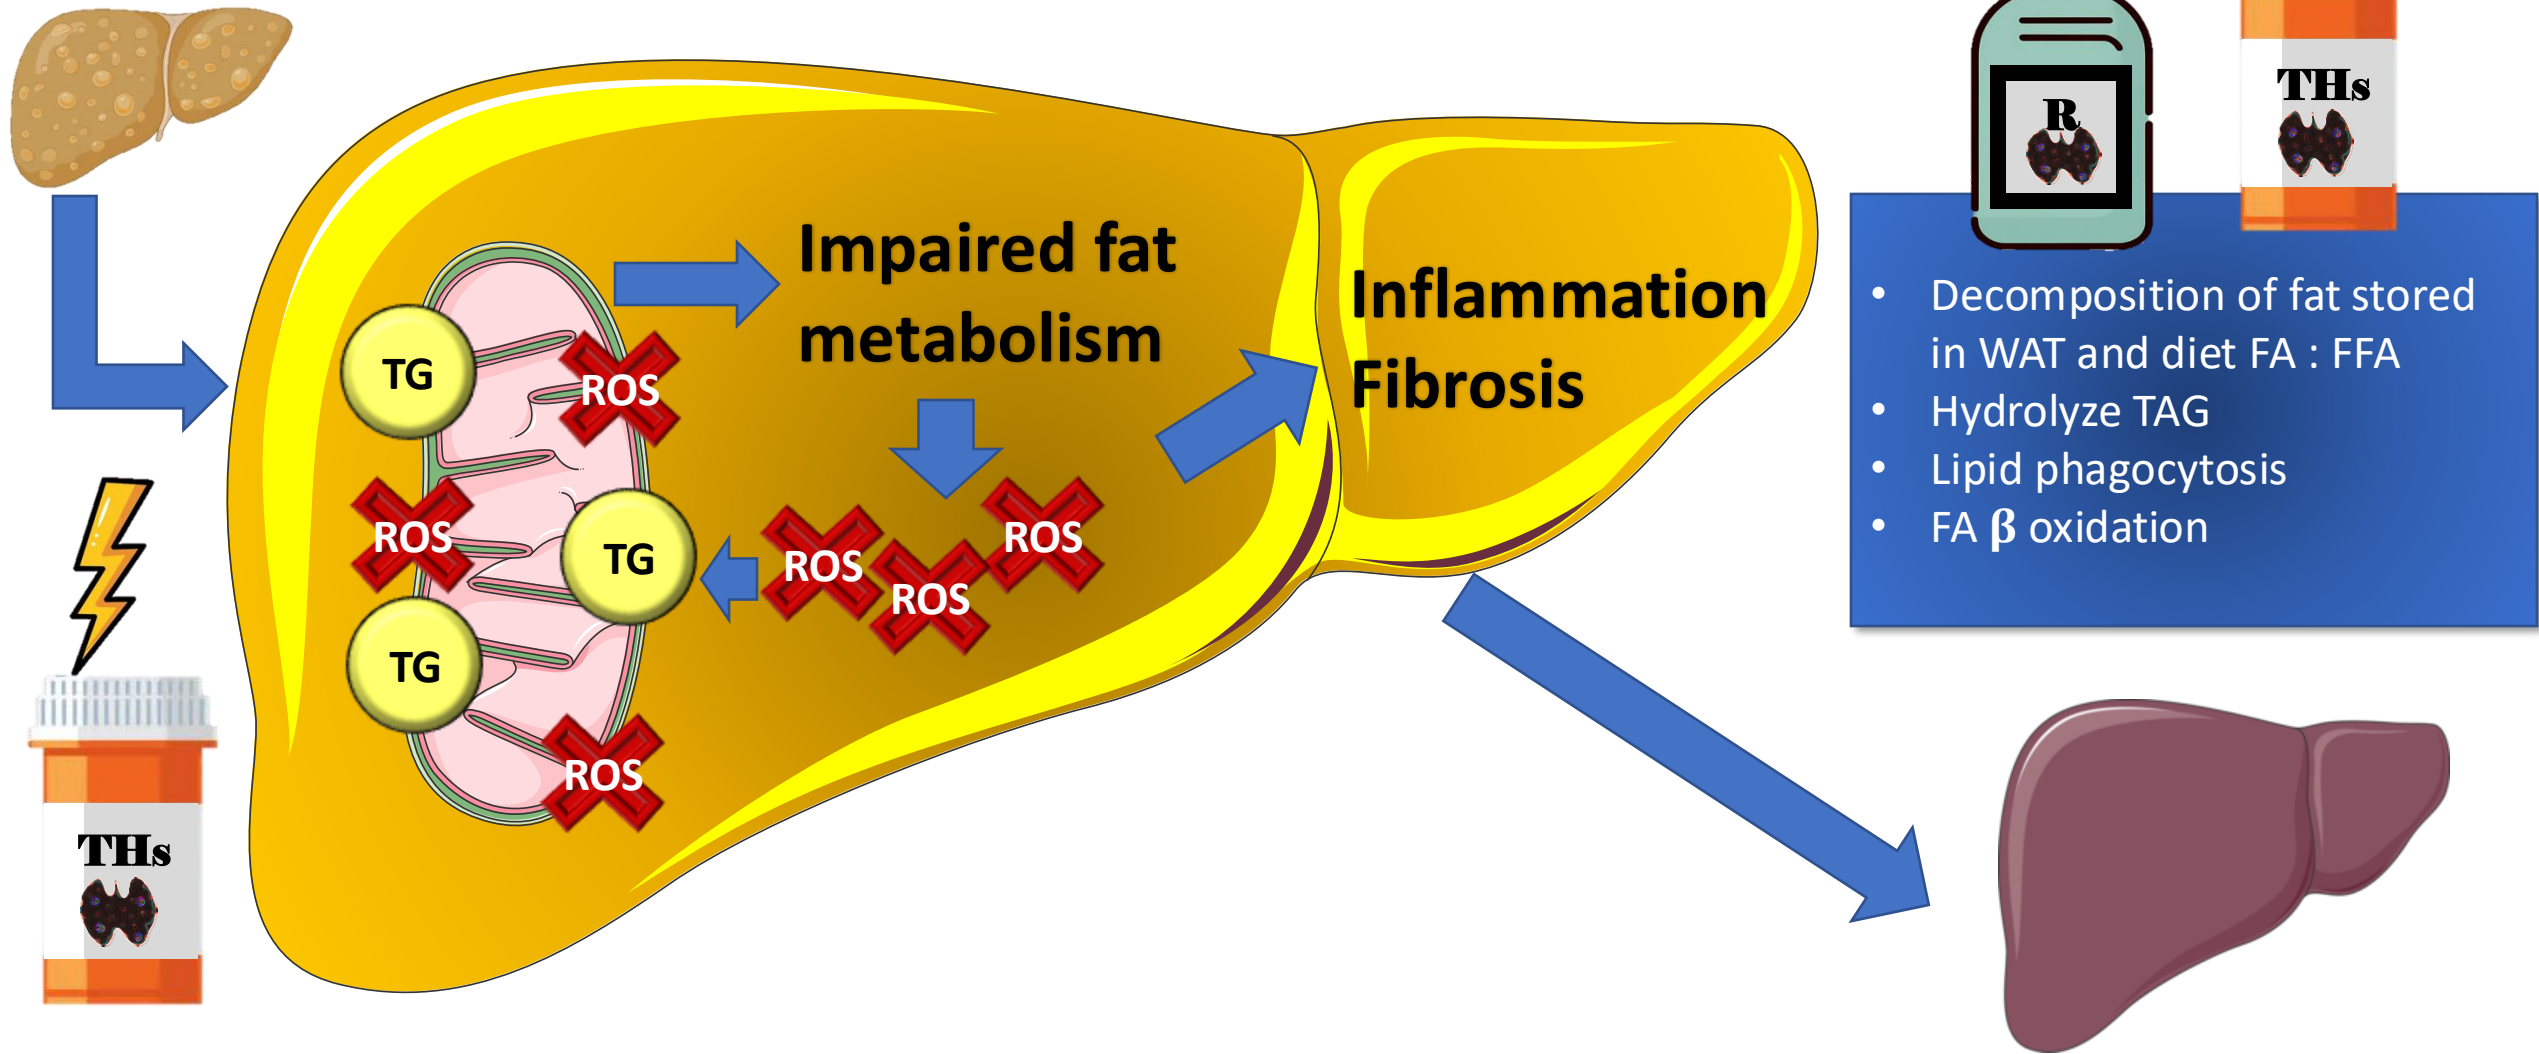 R
THs
Impaired fat
metabolism
Inflammation
Fibrosis
TG
ROS
ROS
TG
TG
ROS
ROS
ROS
ROS
THs
• Decomposition of fat stored
in WAT and diet FA : FFA
• Hydrolyze TAG
• Lipid phagocytosis
• FA β oxidation